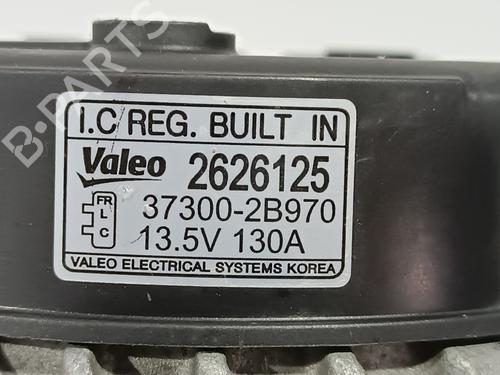 I.C REG. BUILT IN
Valeo 2626125
FR
L
C
37300-2B970
13.5V 130A
VALEO ELECTRICAL SYSTEMS KOREA
B-PARTS